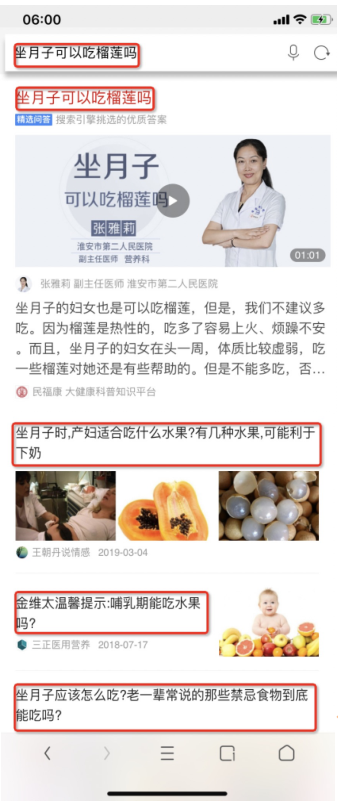 06:00
坐月子可以吃榴莲吗
坐月子可以吃榴莲吗
精选问答 搜索引擎挑选的优质答案
坐月子
可以吃榴莲吗
张雅莉
淮安市第二人民医院
副主任医师 营养科
01:01
张雅莉 副主任医师 淮安市第二人民医院
坐月子的妇女也是可以吃榴莲，但是，我们不建议多
吃。因为榴莲是热性的，吃多了容易上火、烦躁不安
。而且，坐月子的妇女在头一周，体质比较虚弱，吃
一些榴莲对她还是有些帮助的。但是不能多吃，否...
民福康 大健康科普知识平台
坐月子时,产妇适合吃什么水果?有几种水果,可能利于
下奶
王朝丹说情感 2019-03-04
金维太温馨提示:哺乳期能吃水果
吗?
三正医用营养 2018-07-17
坐月子应该怎么吃?老一辈常说的那些禁忌食物到底
能吃吗?